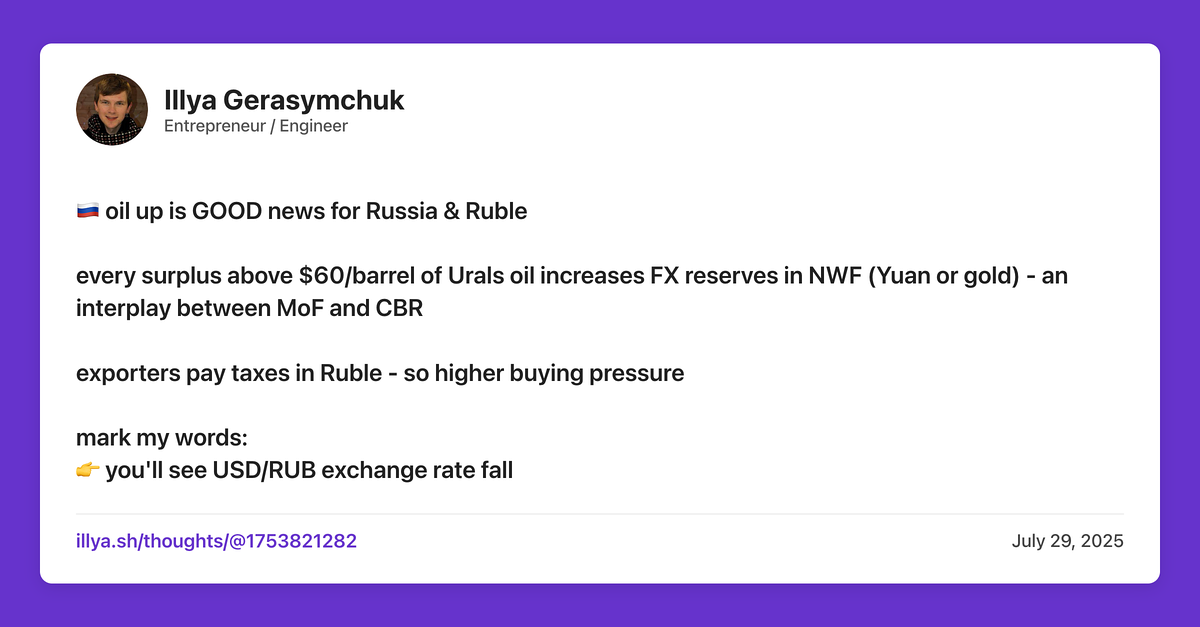 Illya Gerasymchuk
Entrepreneur / Engineer
🇷🇺 oil up is GOOD news for Russia & Ruble
every surplus above $60/barrel of Urals oil increases FX reserves in NWF (Yuan or gold) - an
interplay between MoF and CBR
exporters pay taxes in Ruble - so higher buying pressure
mark my words:
👉 you'll see USD/RUB exchange rate fall
illya.sh/thoughts/@1753821282
July 29, 2025